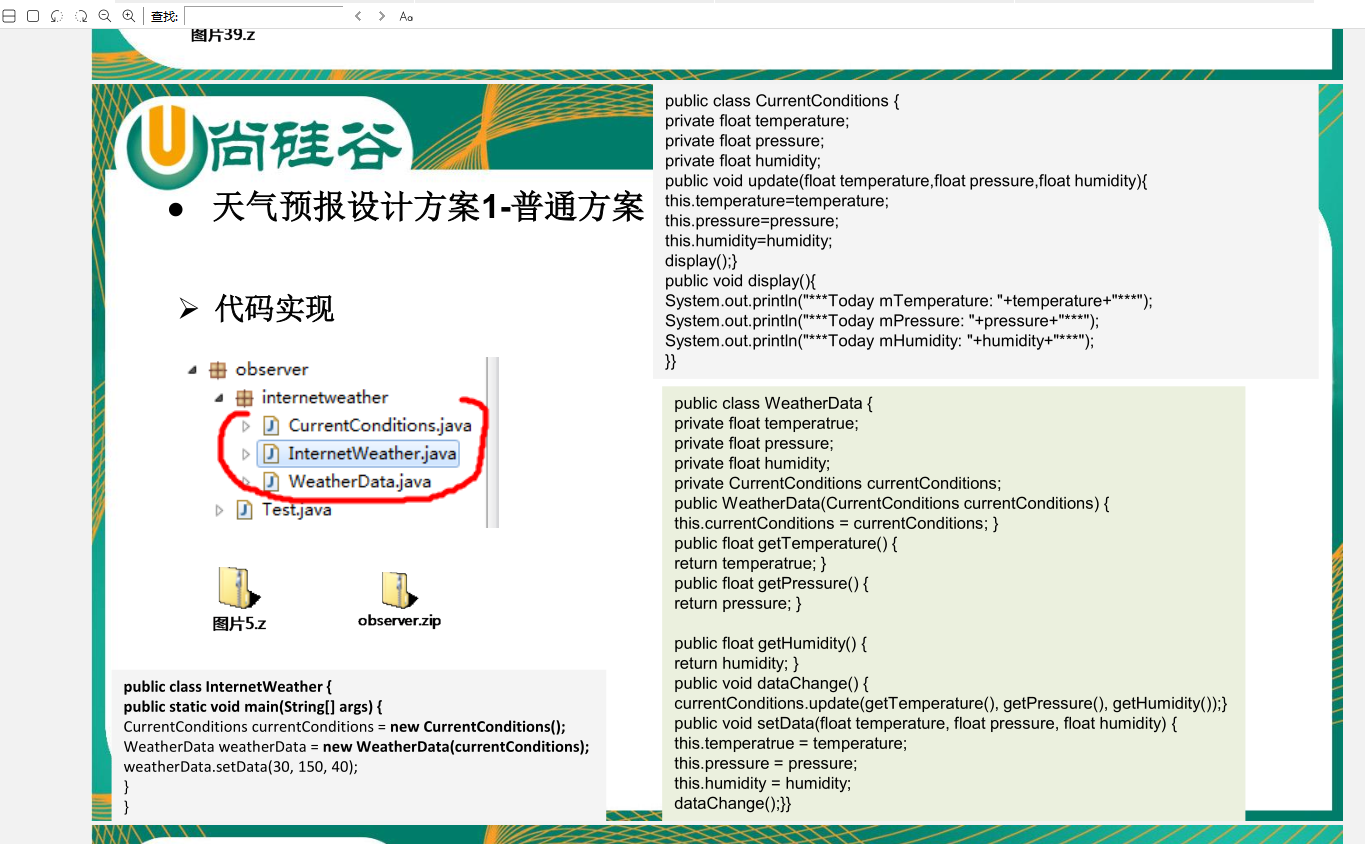 查找:
Aa
图片39.z
尚硅谷
● 天气预报设计方案1-普通方案
➢ 代码实现
observer
internetweather
CurrentConditions.java
InternetWeather.java
WeatherData.java
Test.java
图片5.z
observer.zip
public class InternetWeather {
public static void main(String[] args) {
CurrentConditions currentConditions = new CurrentConditions();
WeatherData weatherData = new WeatherData(currentConditions);
weatherData.setData(30, 150, 40);
}
}
public class CurrentConditions {
private float temperature;
private float pressure;
private float humidity;
public void update(float temperature,float pressure,float humidity){
this.temperature=temperature;
this.pressure=pressure;
this.humidity=humidity;
display();}
public void display(){
System.out.println("***Today mTemperature: "+temperature+"***");
System.out.println("***Today mPressure: "+pressure+"***");
System.out.println("***Today mHumidity: "+humidity+"***");
}}
public class WeatherData {
private float temperatrue;
private float pressure;
private float humidity;
private CurrentConditions currentConditions;
public WeatherData(CurrentConditions currentConditions) {
this.currentConditions = currentConditions; }
public float getTemperature() {
return temperatrue; }
public float getPressure() {
return pressure; }
public float getHumidity() {
return humidity; }
public void dataChange() {
currentConditions.update(getTemperature(), getPressure(), getHumidity());}
public void setData(float temperature, float pressure, float humidity) {
this.temperatrue = temperature;
this.pressure = pressure;
this.humidity = humidity;
dataChange();}}